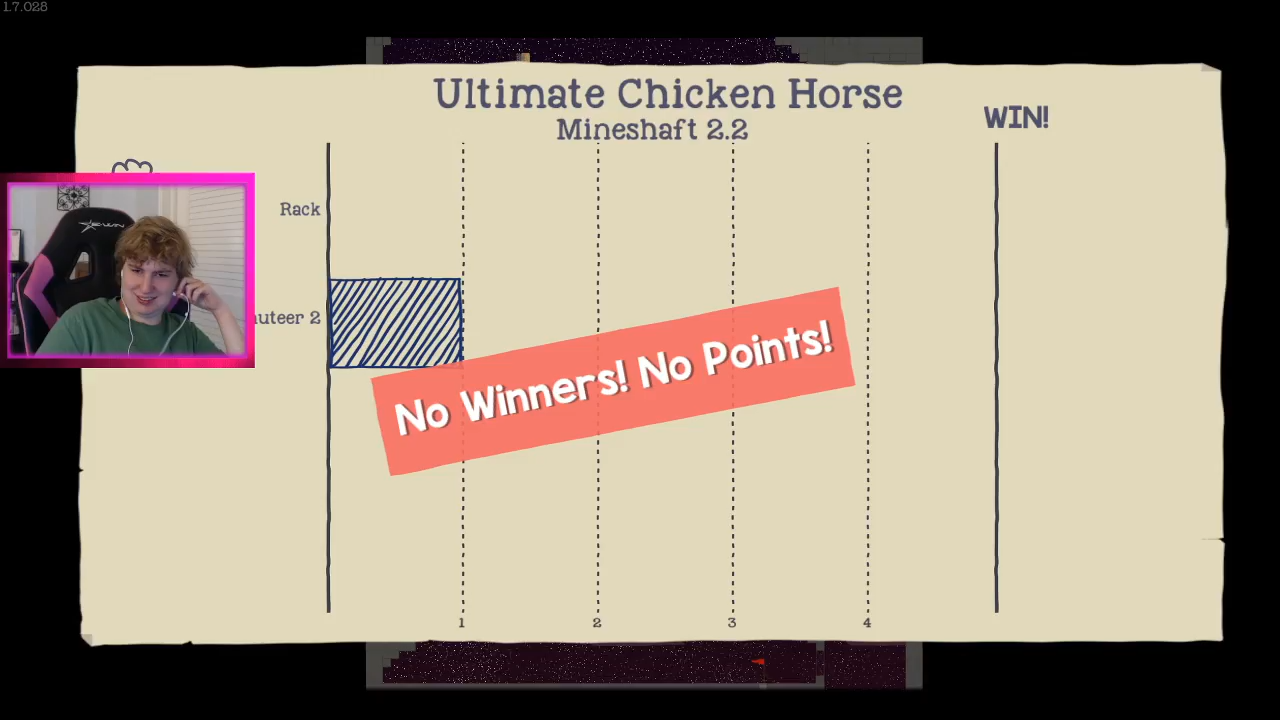 1.7.028
Ultimate Chicken Horse
Mineshaft 2.2
WIN!
Rack
2
No Winners! No Points!
1 2 3 4